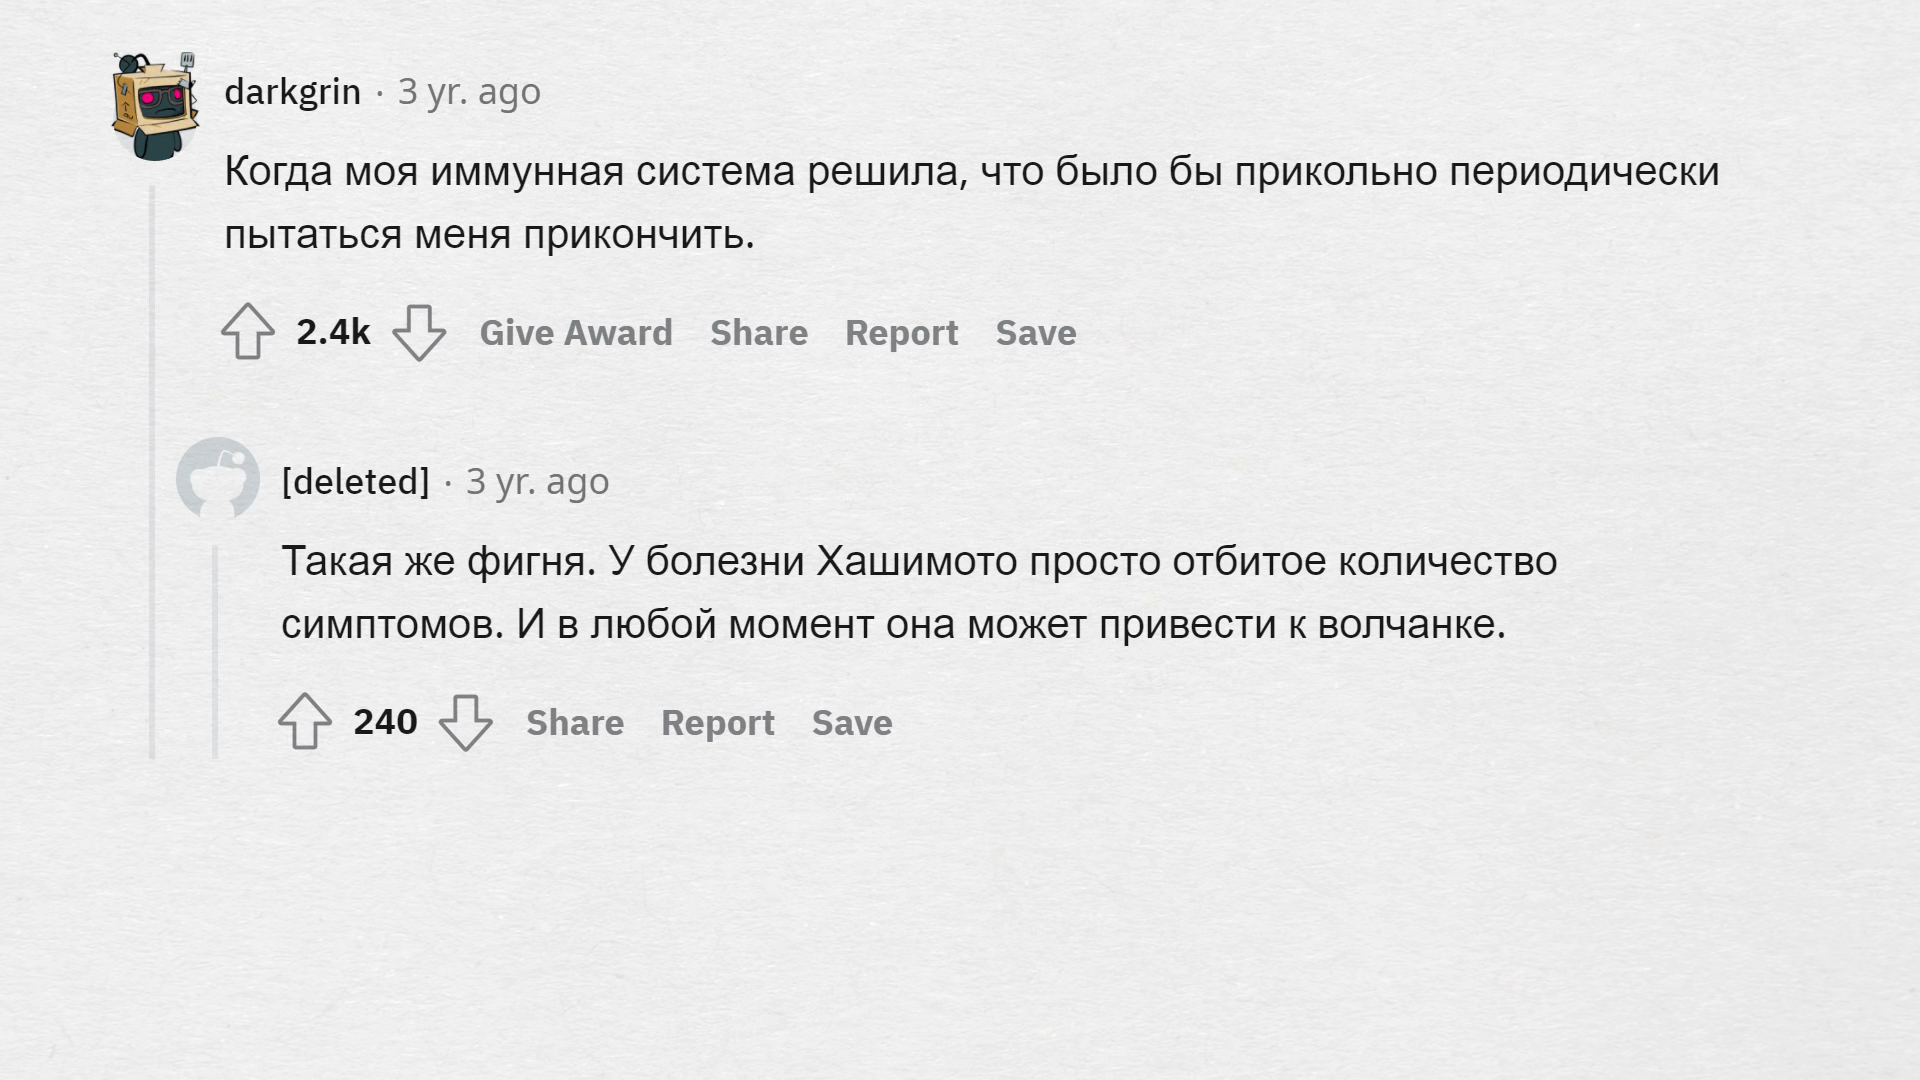 darkgrin · 3 yr. ago
Когда моя иммунная система решила, что было бы прикольно периодически
пытаться меня прикончить.
2.4k Give Award Share Report Save
[deleted] · 3 yr. ago
Такая же фигня. У болезни Хашимото просто отбитое количество
симптомов. И в любой момент она может привести к волчанке.
240 Share Report Save